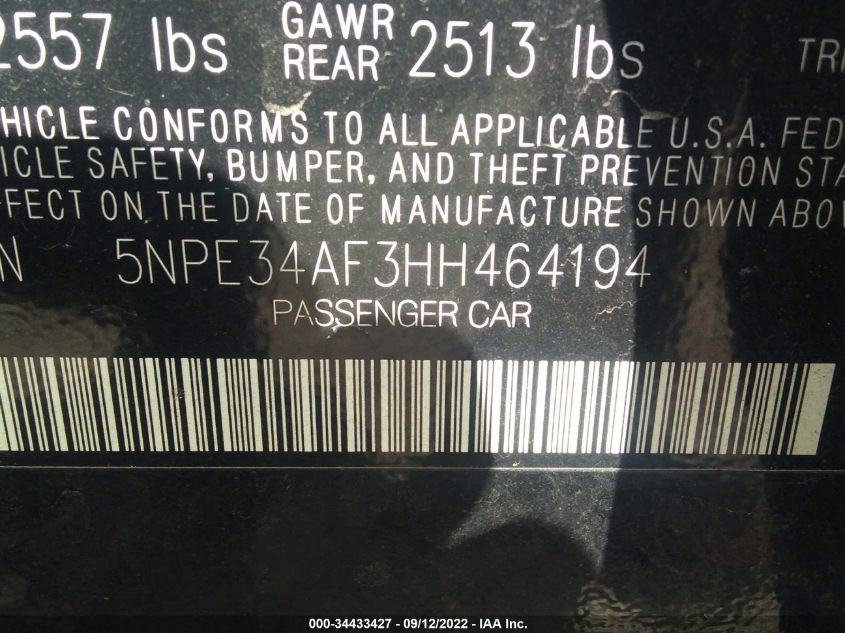 2557 lbs GAWR REAR 2513 lbs
HICLE CONFORMS TO ALL APPLICABLE U.S.A. FED
ICLE SAFETY, BUMPER, AND THEFT PREVENTION STA
FFECT ON THE DATE OF MANUFACTURE SHOWN ABOV
N 5NPE34AF3HH464194
PASSENGER CAR
000-34433427 - 09/12/2022 - IAA Inc.